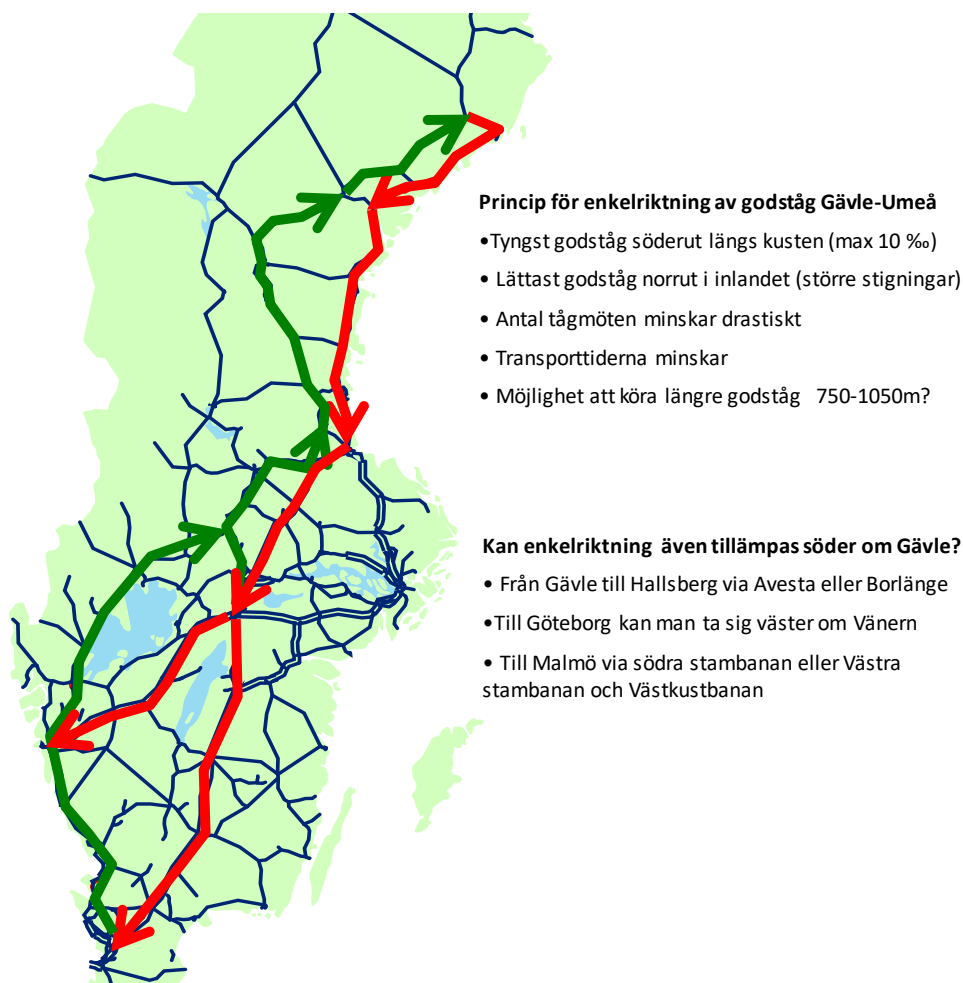 Princip för enkelriktning av godståg Gävle-Umeå
•Tyngst godståg söderut längs kusten (max 10 ‰)
• Lättast godståg norrut i inlandet (större stigningar)
• Antal tågmöten minskar drastiskt
• Transporttiderna minskar
• Möjlighet att köra längre godståg 750-1050m?
Kan enkelriktning även tillämpas söder om Gävle?
• Från Gävle till Hallsberg via Avesta eller Borlänge
•Till Göteborg kan man ta sig väster om Vänern
• Till Malmö via södra stambanan eller Västra
stambanan och Västkustbanan